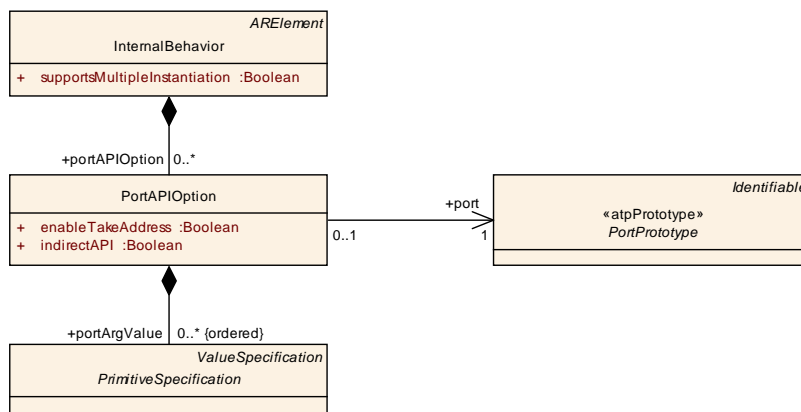 ARElement
InternalBehavior
+ supportsMultipleInstantiation :Boolean
+portAPIOption 0..*
PortAPIOption
+ enableTakeAddress :Boolean
+ indirectAPI :Boolean
+port
0..1 1
Identifiable
«atpPrototype»
PortPrototype
+portArgValue 0..* {ordered}
ValueSpecification
PrimitiveSpecification